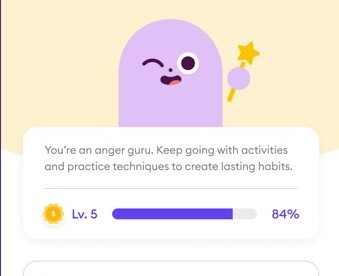 You're an anger guru. Keep going with activities
and practice techniques to create lasting habits.
5 Lv. 5 84%